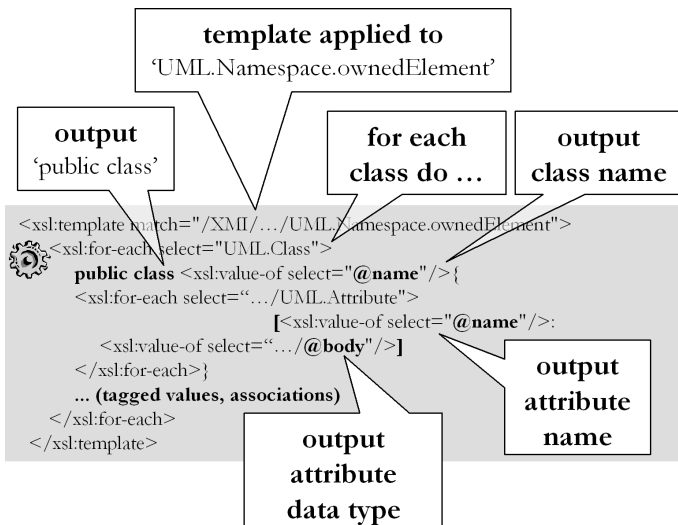 template applied to
‘UML.Namespace.ownedElement’
output
‘public class’
for each
class do …
output
class name
<xsl:template match="/XMI/…/UML.Namespace.ownedElement">
<xsl:for-each select="UML.Class">
public class <xsl:value-of select="@name"/>{
<xsl:for-each select=“…/UML.Attribute">
[<xsl:value-of select="@name"/>:
<xsl:value-of select=“…/@body"/>]
</xsl:for-each>}
... (tagged values, associations)
</xsl:for-each>
</xsl:template>
output
attribute
name
output
attribute
data type